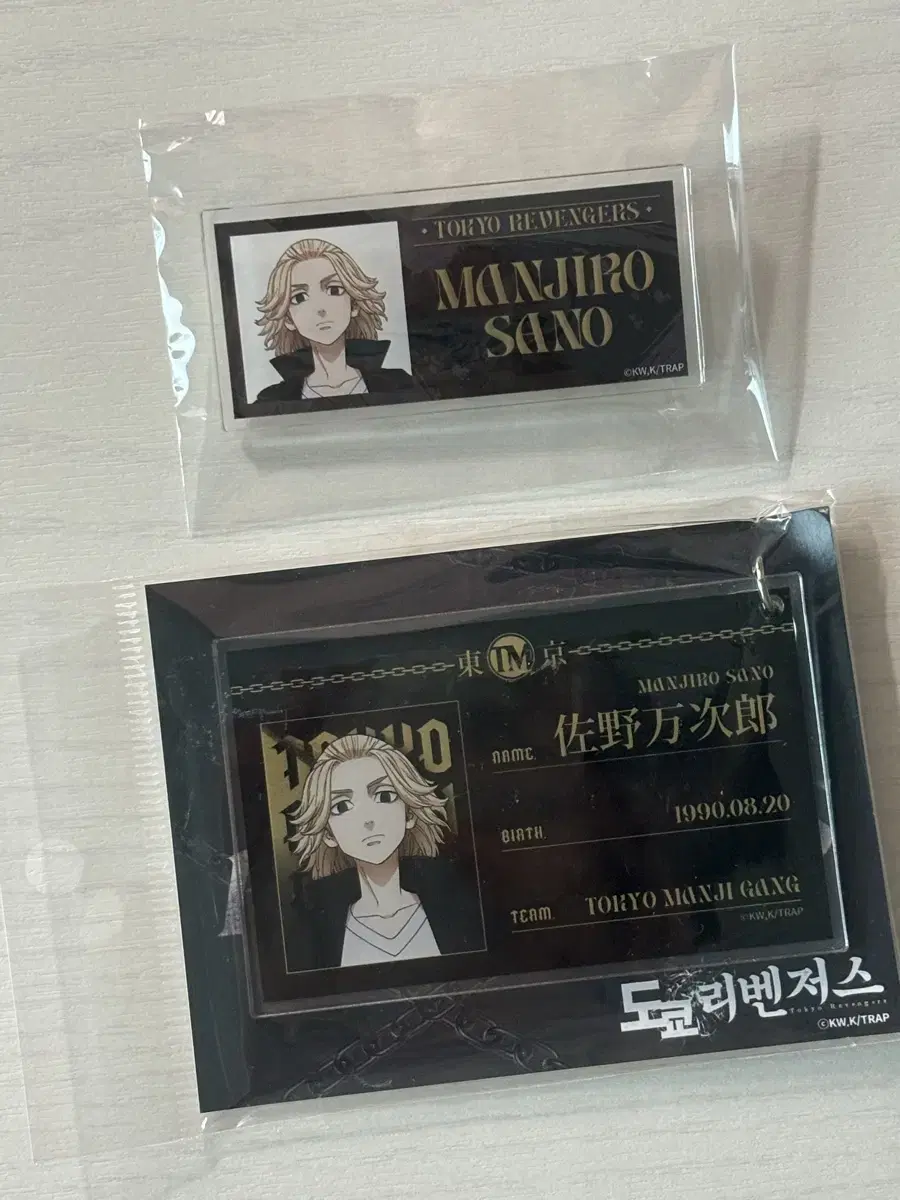 • TOKYO REVENGERS •
MANJIRO
SANO
©KW,K/TRAP
東 TM 京
MANJIRO SANO
NAME. 佐野万次郎
BIRTH. 1990.08.20
TEAM. TOKYO MANJI GANG
©KW,K/TRAP
TOKYO
도쿄리벤저스
Tokyo Revengers
©KW,K/TRAP